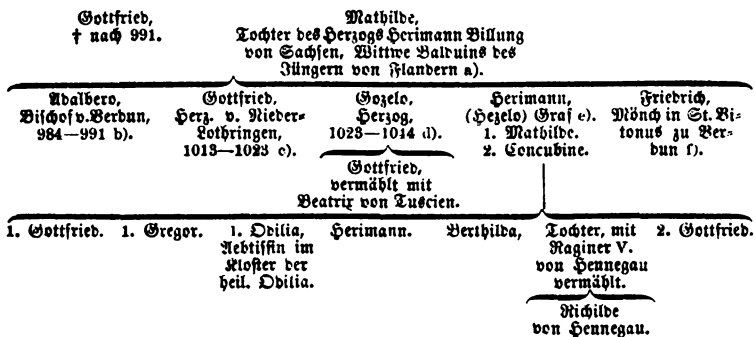 Gottfried,
† nach 991.
Mathilde,
Tochter des Herzogs Herimann Billung
von Sachsen, Wittwe Balduins des
Jüngern von Flandern a).
Adalbero,
Bischof v. Verdun,
984—991 b).
Gottfried,
Herz. v. Nieder-
Lothringen,
1013—1023 c).
Gozelo,
Herzog,
1023—1044 d).
Herimann,
(Hezelo) Graf e).
1. Mathilde.
2. Concubine.
Friedrich,
Mönch in St. Vi-
tonus zu Ver-
dun f).
Gottfried,
vermählt mit
Beatrix von Tuscien.
1. Gottfried.
1. Gregor.
1. Odilia,
Aebtissin im
Kloster der
heil. Odilia.
Herimann.
Berthilda,
Tochter, mit
Raginer V.
von Hennegau
vermählt.
2. Gottfried.
Richilde
von Hennegau.